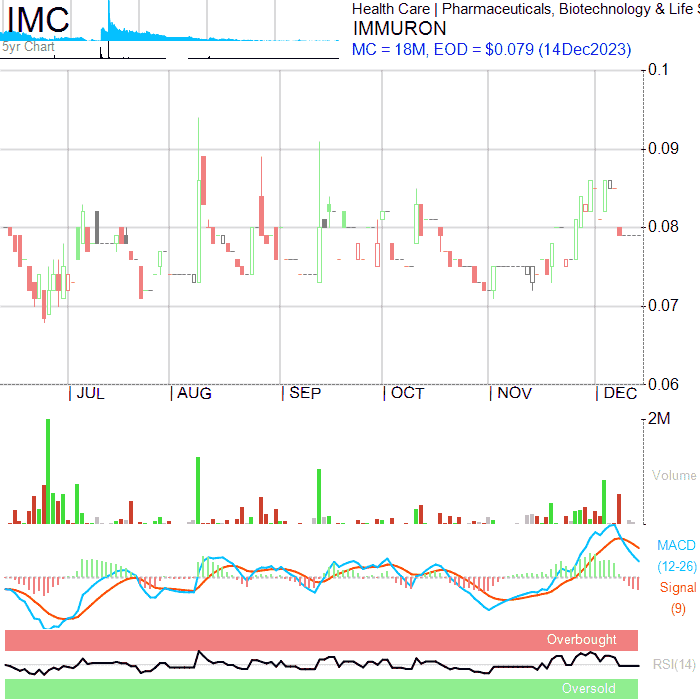 IMC
5yr Chart
Health Care | Pharmaceuticals, Biotechnology & Life S
IMMURON
MC = 18M, EOD = $0.079 (14Dec2023)
0.1
0.09
0.08
0.07
0.06
JUL AUG SEP OCT NOV DEC
2M
Volume
MACD
(12-26)
Signal
(9)
Overbought
RSI(14)
Oversold